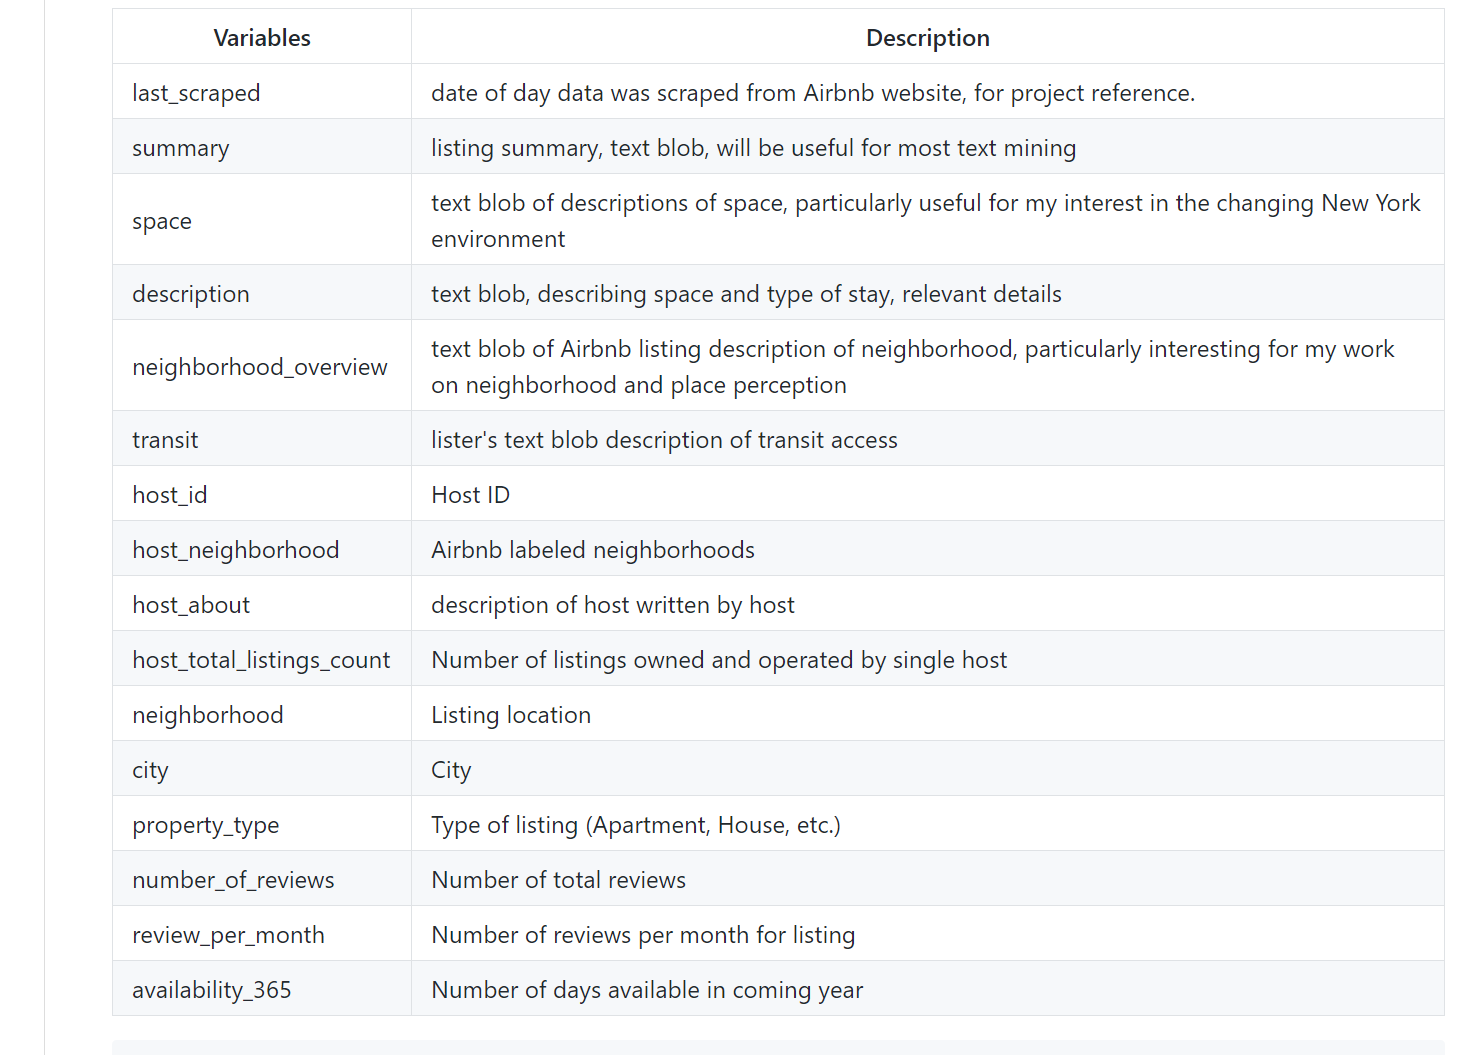 Variables Description
last_scraped date of day data was scraped from Airbnb website, for project reference.
summary listing summary, text blob, will be useful for most text mining
space text blob of descriptions of space, particularly useful for my interest in the changing New York
environment
description text blob, describing space and type of stay, relevant details
neighborhood_overview text blob of Airbnb listing description of neighborhood, particularly interesting for my work
on neighborhood and place perception
transit lister's text blob description of transit access
host_id Host ID
host_neighborhood Airbnb labeled neighborhoods
host_about description of host written by host
host_total_listings_count Number of listings owned and operated by single host
neighborhood Listing location
city City
property_type Type of listing (Apartment, House, etc.)
number_of_reviews Number of total reviews
review_per_month Number of reviews per month for listing
availability_365 Number of days available in coming year